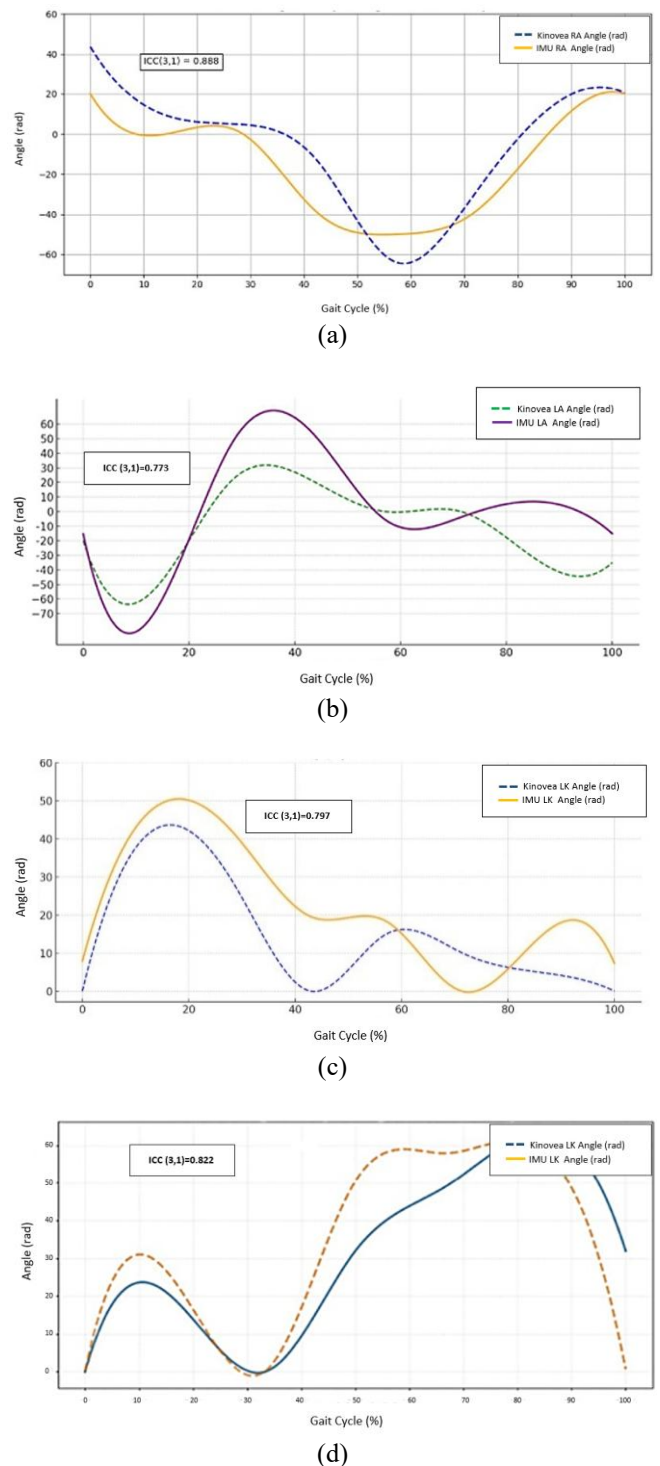 60
40
20
0
−20
−40
−60
Angle (rad)
ICC(3,1) = 0.888
Kinovea RA Angle (rad)
IMU RA Angle (rad)
0 10 20 30 40 50 60 70 80 90 100
Gait Cycle (%)
(a)
60
50
40
30
20
10
0
-10
-20
-30
-40
-50
-60
-70
Angle (rad)
ICC (3,1)=0.773
Kinovea LA Angle (rad)
IMU LA Angle (rad)
0 20 40 60 80 100
Gait Cycle (%)
(b)
60
50
40
30
20
10
0
Angle (rad)
ICC (3,1)=0.797
Kinovea LK Angle (rad)
IMU LK Angle (rad)
0 20 40 60 80 100
Gait Cycle (%)
(c)
60
50
40
30
20
10
0
Angle (rad)
ICC (3,1)=0.822
Kinovea LK Angle (rad)
IMU LK Angle (rad)
0 10 20 30 40 50 60 70 80 90 100
Gait Cycle (%)
(d)